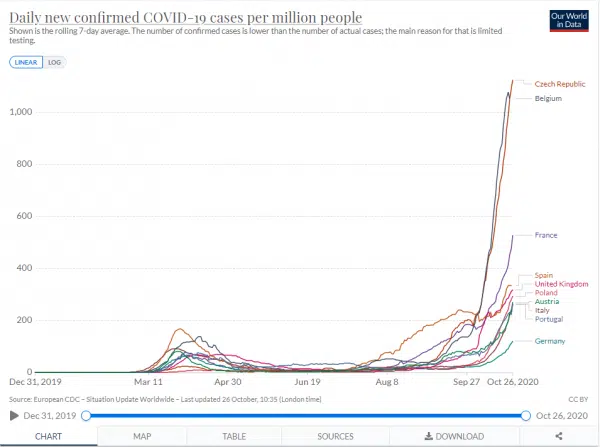 Daily new confirmed COVID-19 cases per million people
Shown is the rolling 7-day average. The number of confirmed cases is lower than the number of actual cases; the main reason for that is limited
testing.
Our World
in Data
LINEAR LOG
1,000
800
600
400
200
0
Czech Republic
Belgium
France
Spain
United Kingdom
Poland
Austria
Italy
Portugal
Germany
Dec 31, 2019 Mar 11 Apr 30 Jun 19 Aug 8 Sep 27 Oct 26, 2020
Source: European CDC – Situation Update Worldwide – Last updated 26 October, 10:35 (London time) CC BY
Dec 31, 2019 Oct 26, 2020
CHART MAP TABLE SOURCES DOWNLOAD